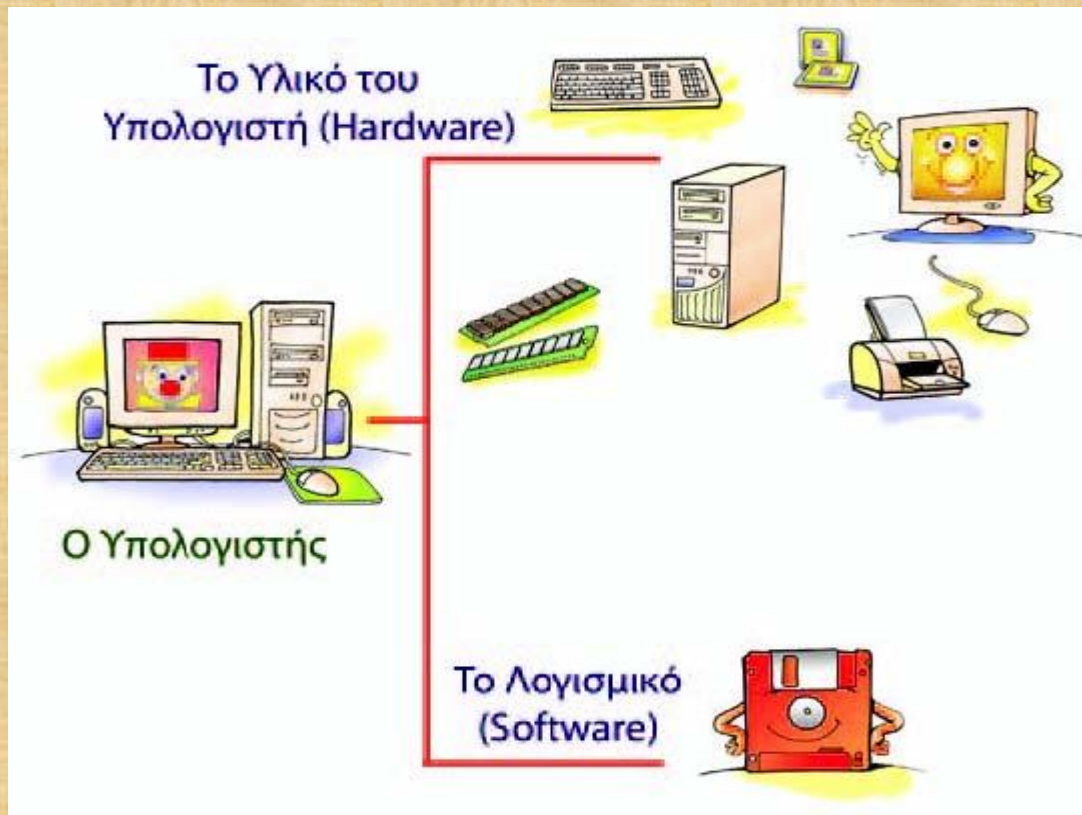 Το Υλικό του
Υπολογιστή (Hardware)
Ο Υπολογιστής
Το Λογισμικό
(Software)